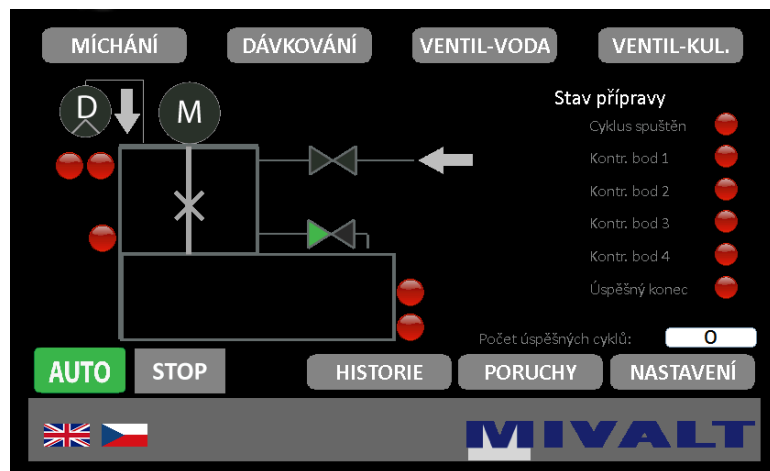 MÍCHÁNÍ DÁVKOVÁNÍ VENTIL-VODA VENTIL-KUL.
D M
Stav přípravy
Cyklus spuštěn
Kontr. bod 1
Kontr. bod 2
Kontr. bod 3
Kontr. bod 4
Úspěšný konec
Počet úspěšných cyklů: 0
AUTO STOP HISTORIE PORUCHY NASTAVENÍ
MIVALT